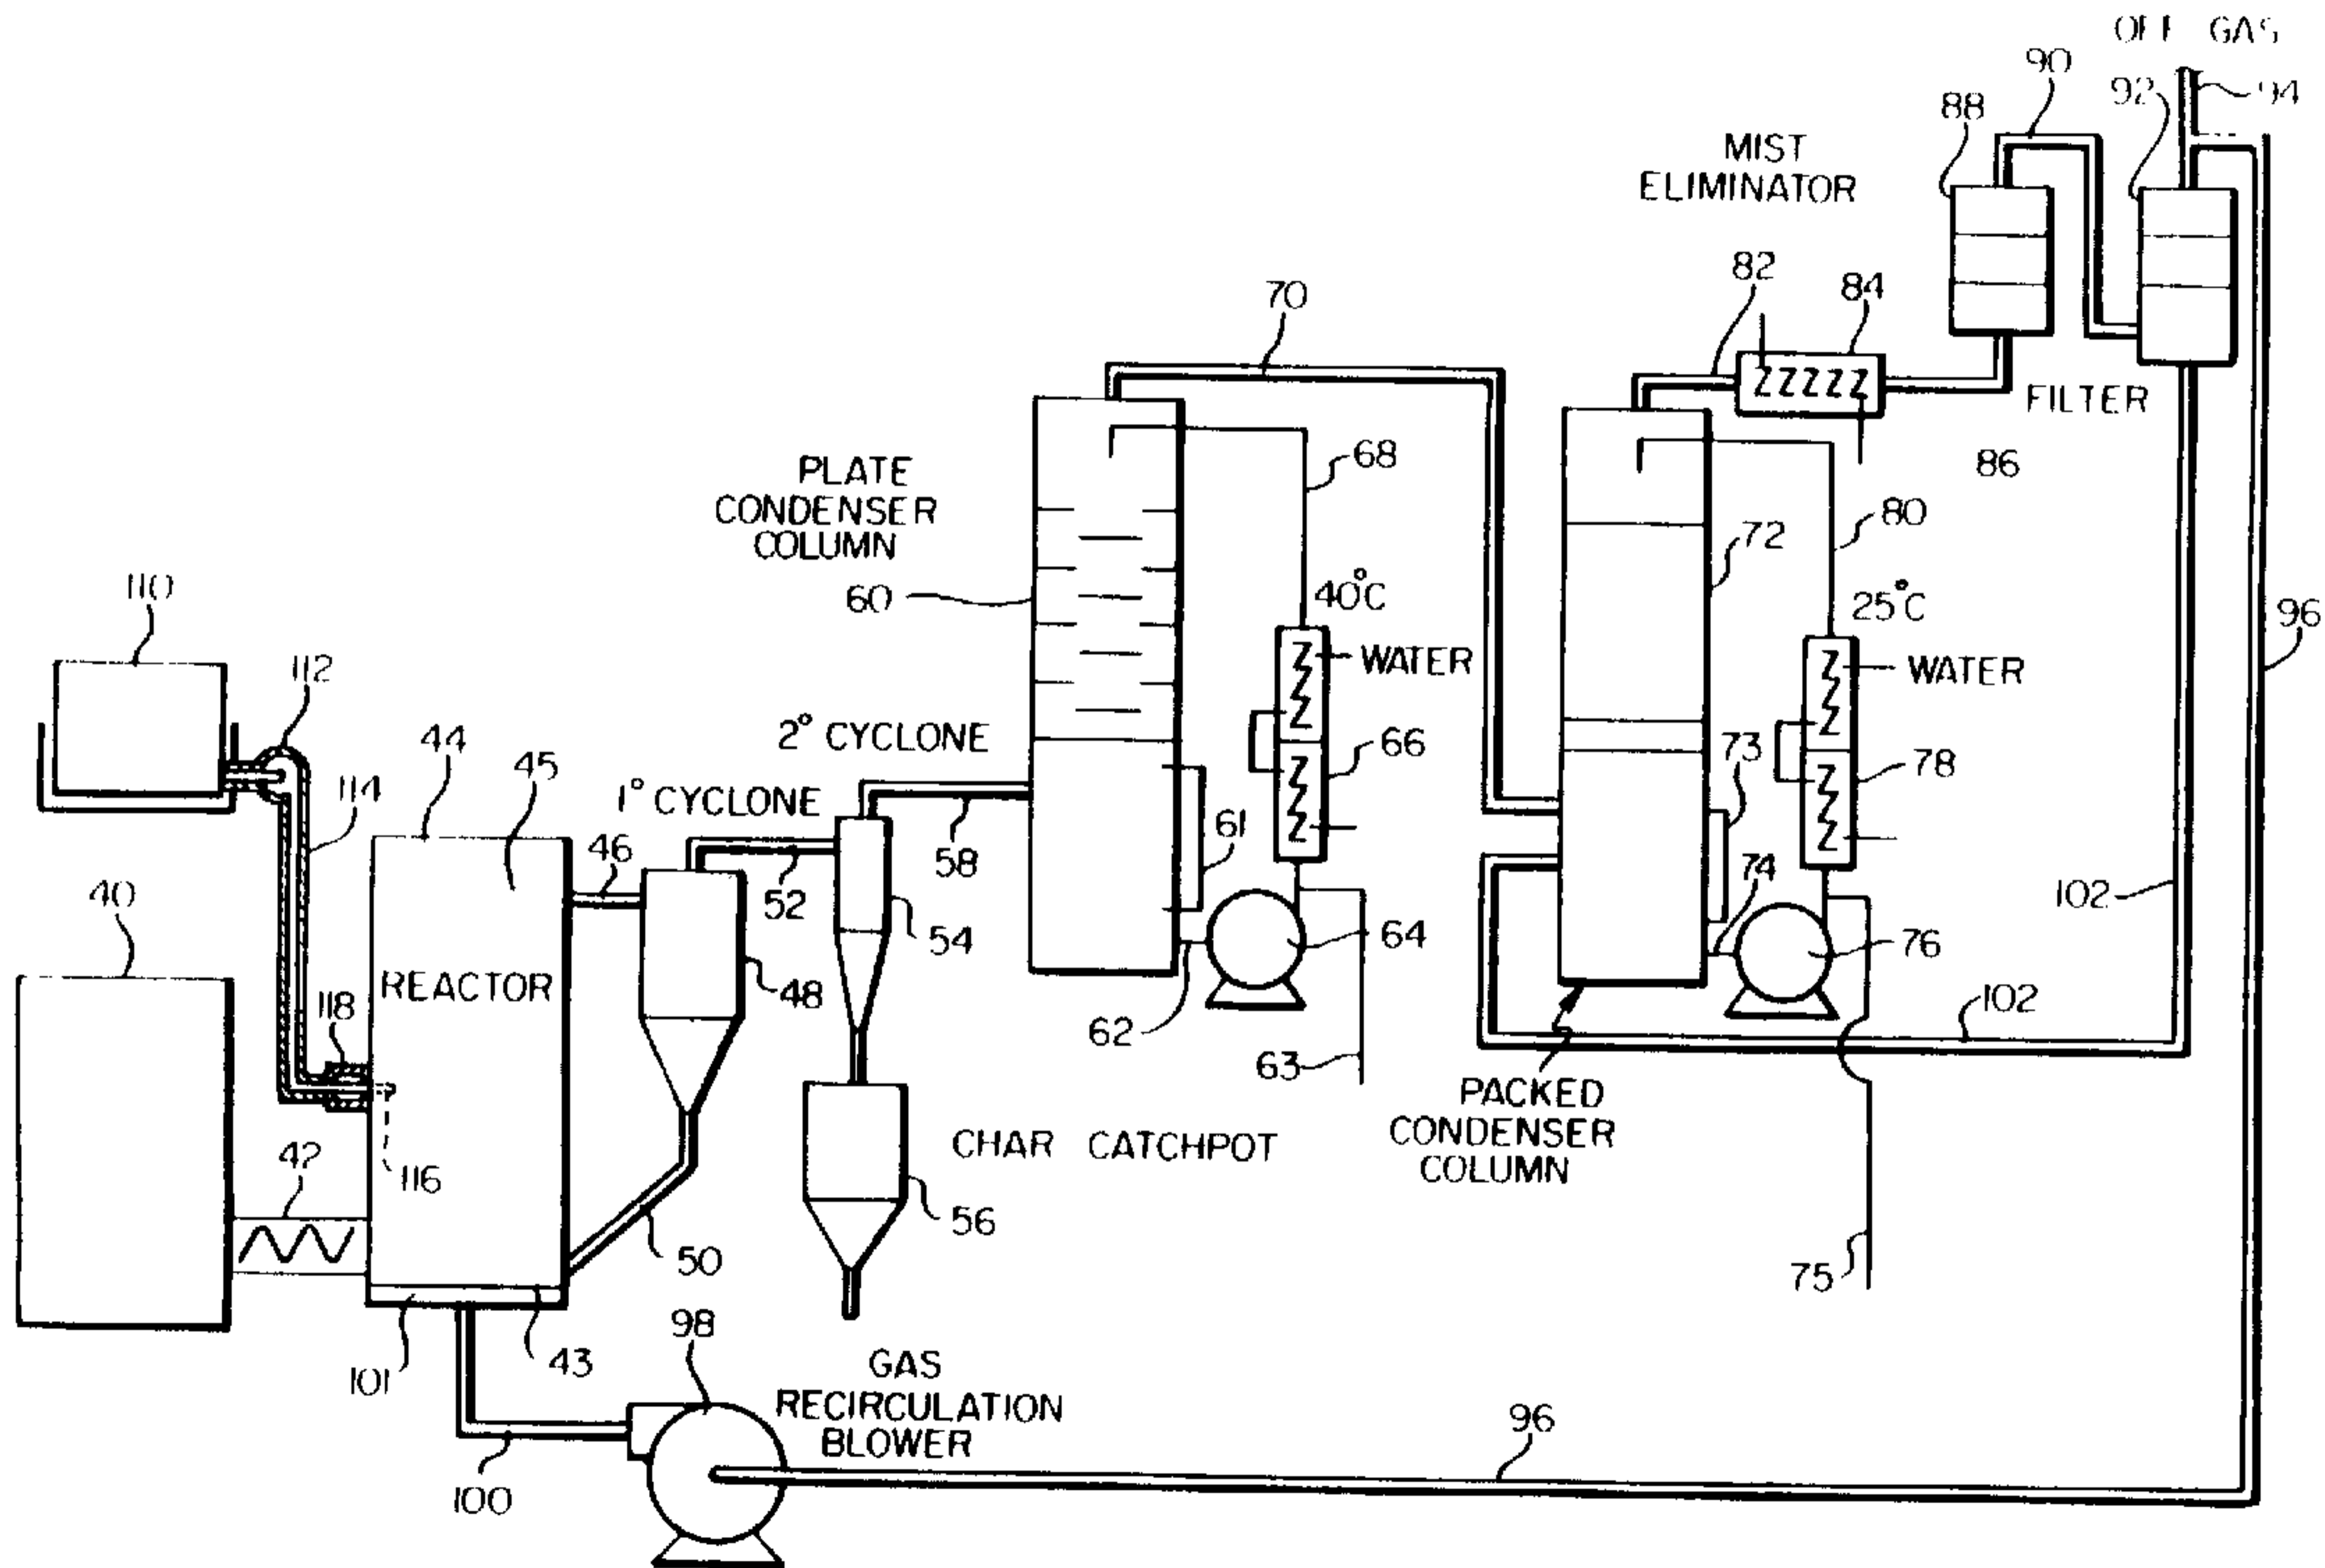 OFF GAS
90
92
94
88
MIST
ELIMINATOR
82
84
70
FILTER
86
68
PLATE
CONDENSER
COLUMN
80
72
60
40°C
25°C
96
110
WATER
WATER
112
44
45
2° CYCLONE
66
73
78
114
1° CYCLONE
46
61
58
52
74
102
40
54
64
76
REACTOR
48
118
62
102
63
PACKED
CONDENSER
COLUMN
CHAR CATCHPOT
42
116
56
50
75
98
43
101
GAS
RECIRCULATION
BLOWER
96
100